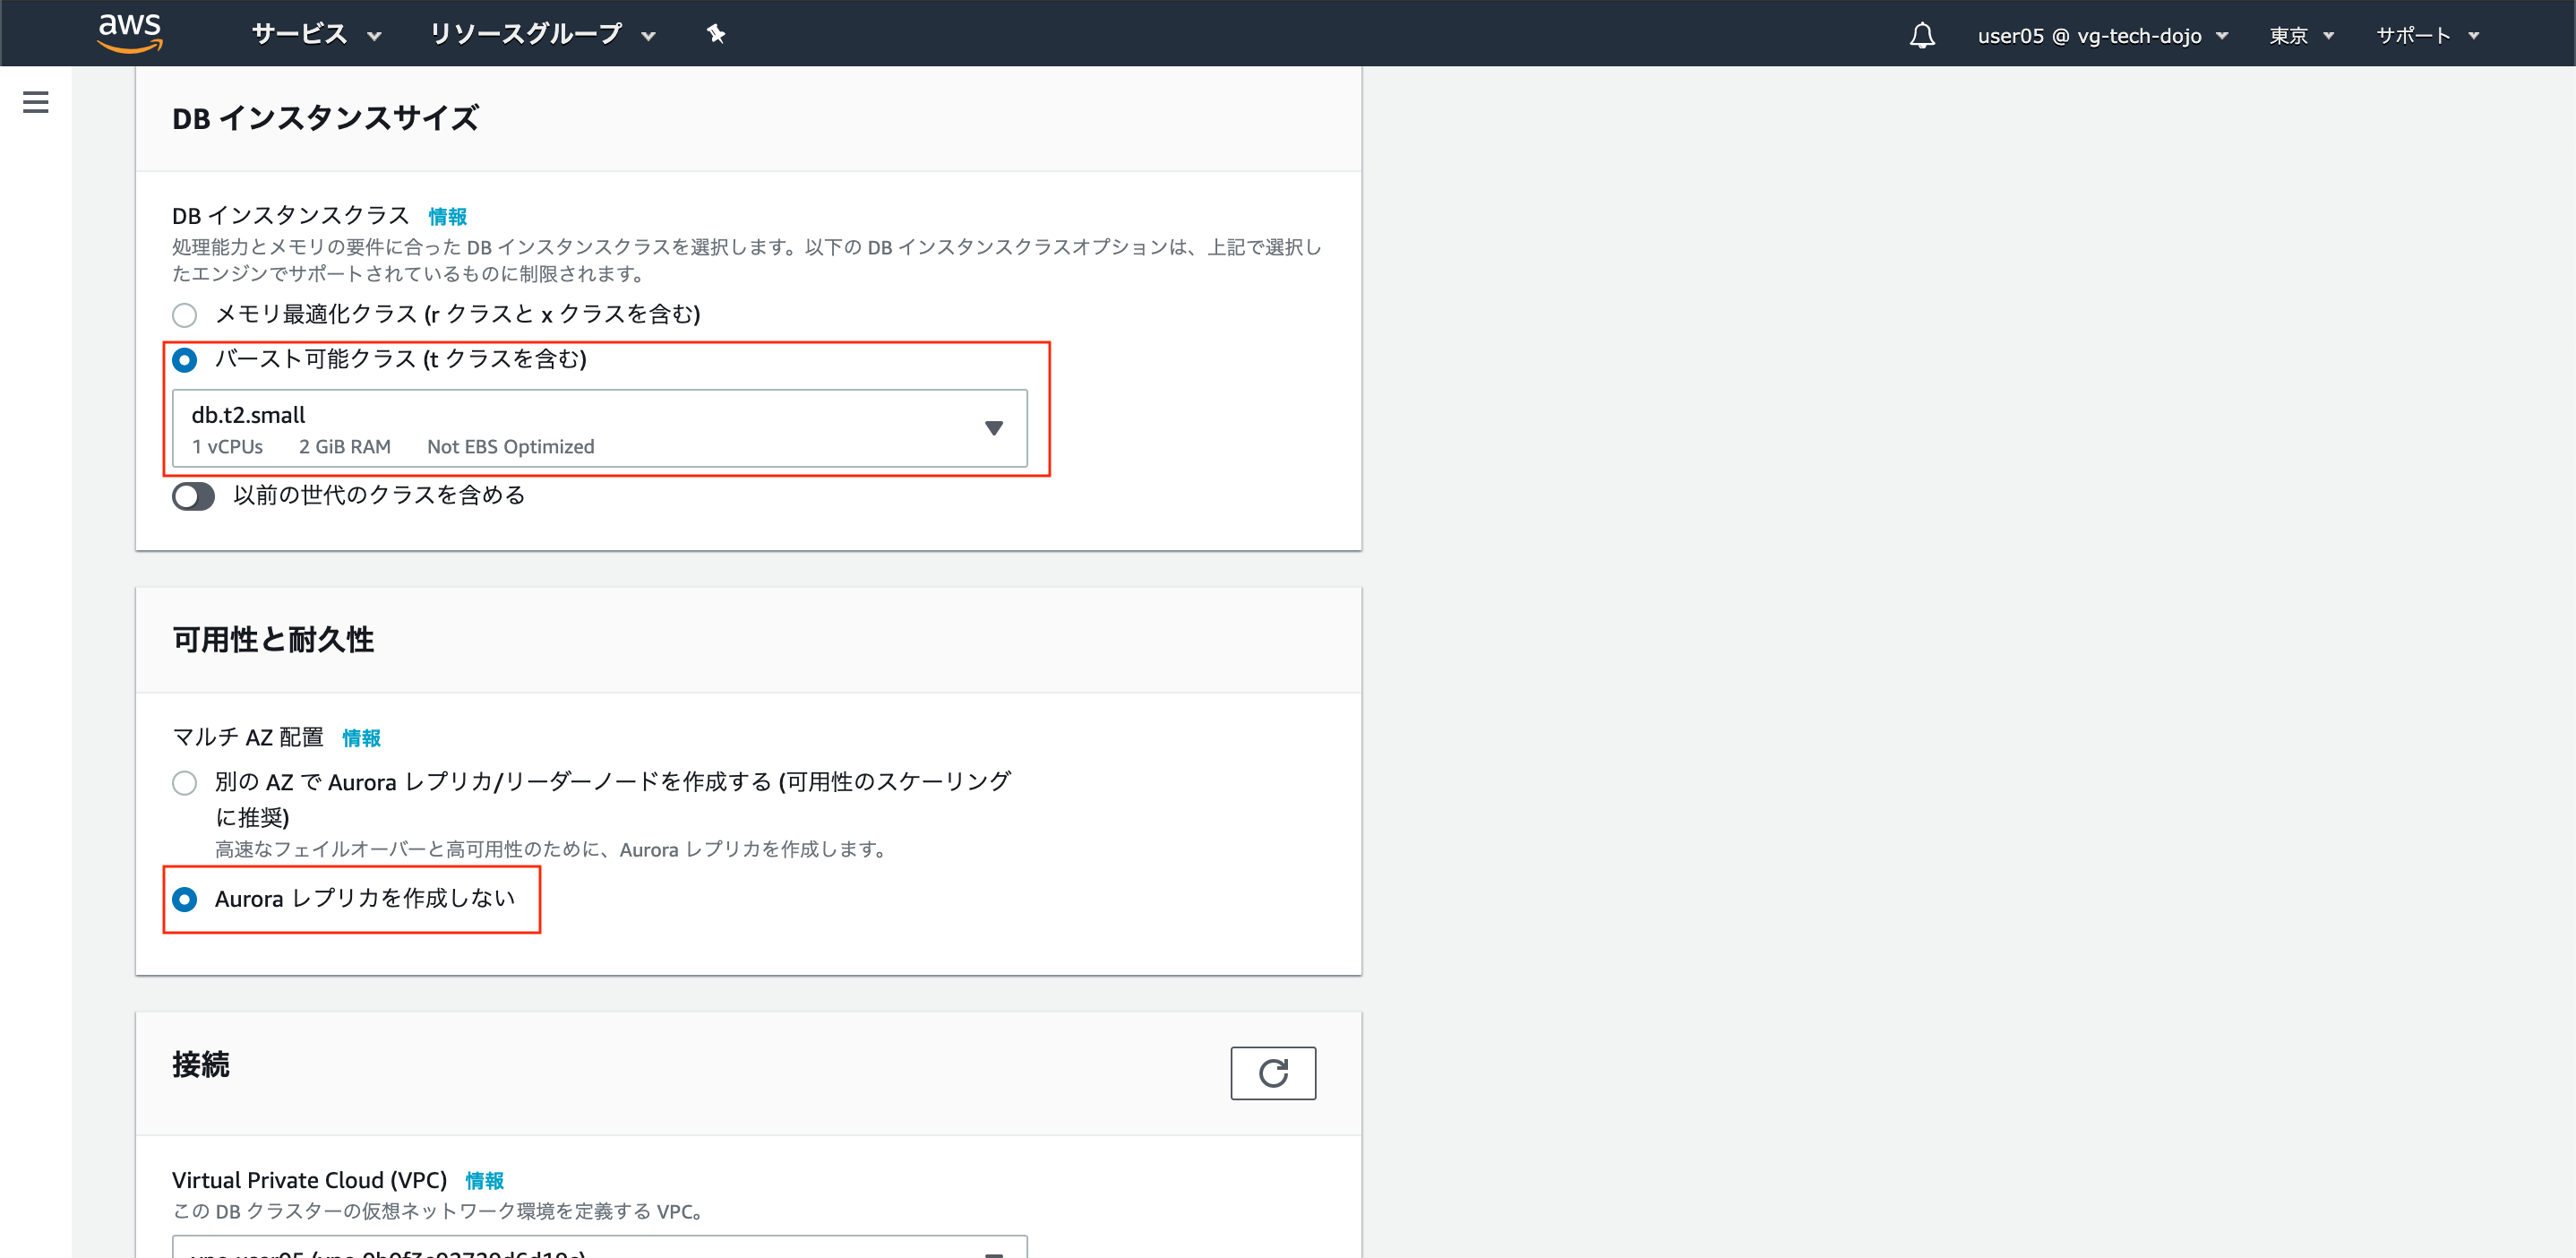 aws サービス リソースグループ user05 @ vg-tech-dojo 東京 サポート
DB インスタンスサイズ
DB インスタンスクラス 情報
処理能力とメモリの要件に合った DB インスタンスクラスを選択します。以下の DB インスタンスクラスオプションは、上記で選択し
たエンジンでサポートされているものに制限されます。
メモリ最適化クラス (r クラスと x クラスを含む)
バースト可能クラス (t クラスを含む)
db.t2.small
1 vCPUs 2 GiB RAM Not EBS Optimized
以前の世代のクラスを含める
可用性と耐久性
マルチ AZ 配置 情報
別の AZ で Aurora レプリカ/リーダーノードを作成する (可用性のスケーリング
に推奨)
高速なフェイルオーバーと高可用性のために、Aurora レプリカを作成します。
Aurora レプリカを作成しない
接続
Virtual Private Cloud (VPC) 情報
この DB クラスターの仮想ネットワーク環境を定義する VPC。